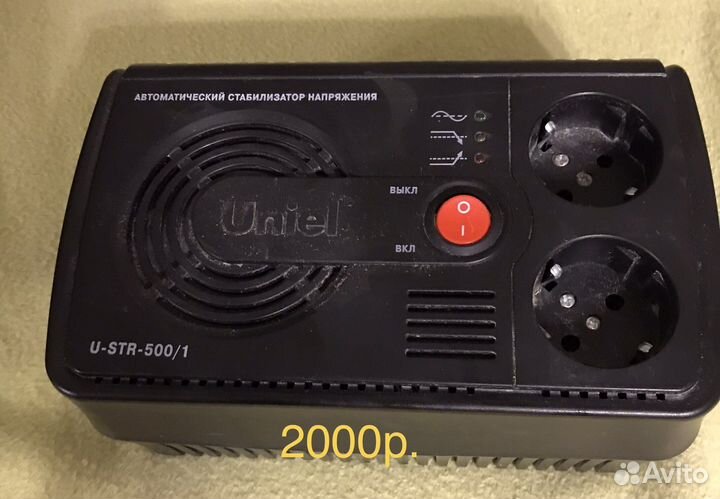 АВТОМАТИЧЕСКИЙ СТАБИЛИЗАТОР НАПРЯЖЕНИЯ
ВЫКЛ
Uniel
O
I
ВКЛ
U-STR-500/1
2000р.
Avito